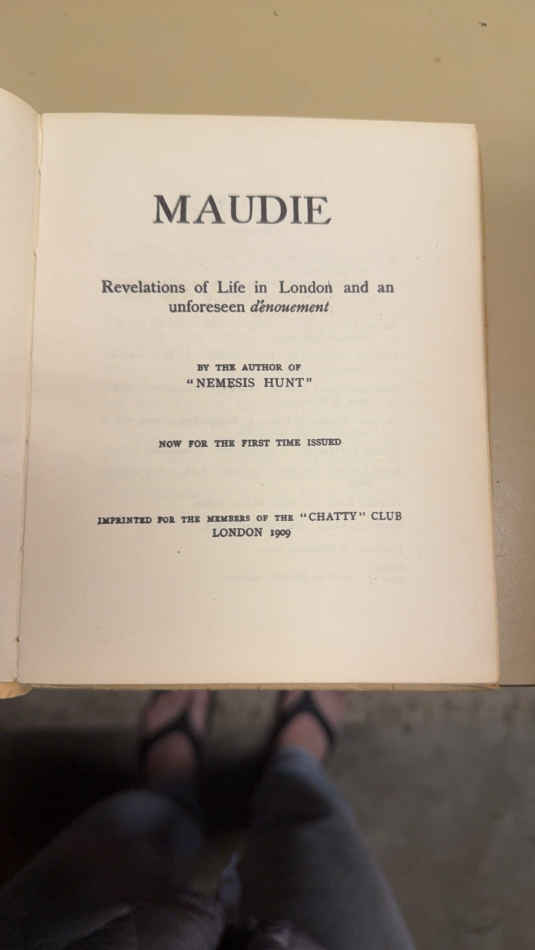 MAUDIE
Revelations of Life in London and an
unforeseen dénouement
BY THE AUTHOR OF
“NEMESIS HUNT”
NOW FOR THE FIRST TIME ISSUED
IMPRINTED FOR THE MEMBERS OF THE “CHATTY” CLUB
LONDON 1909